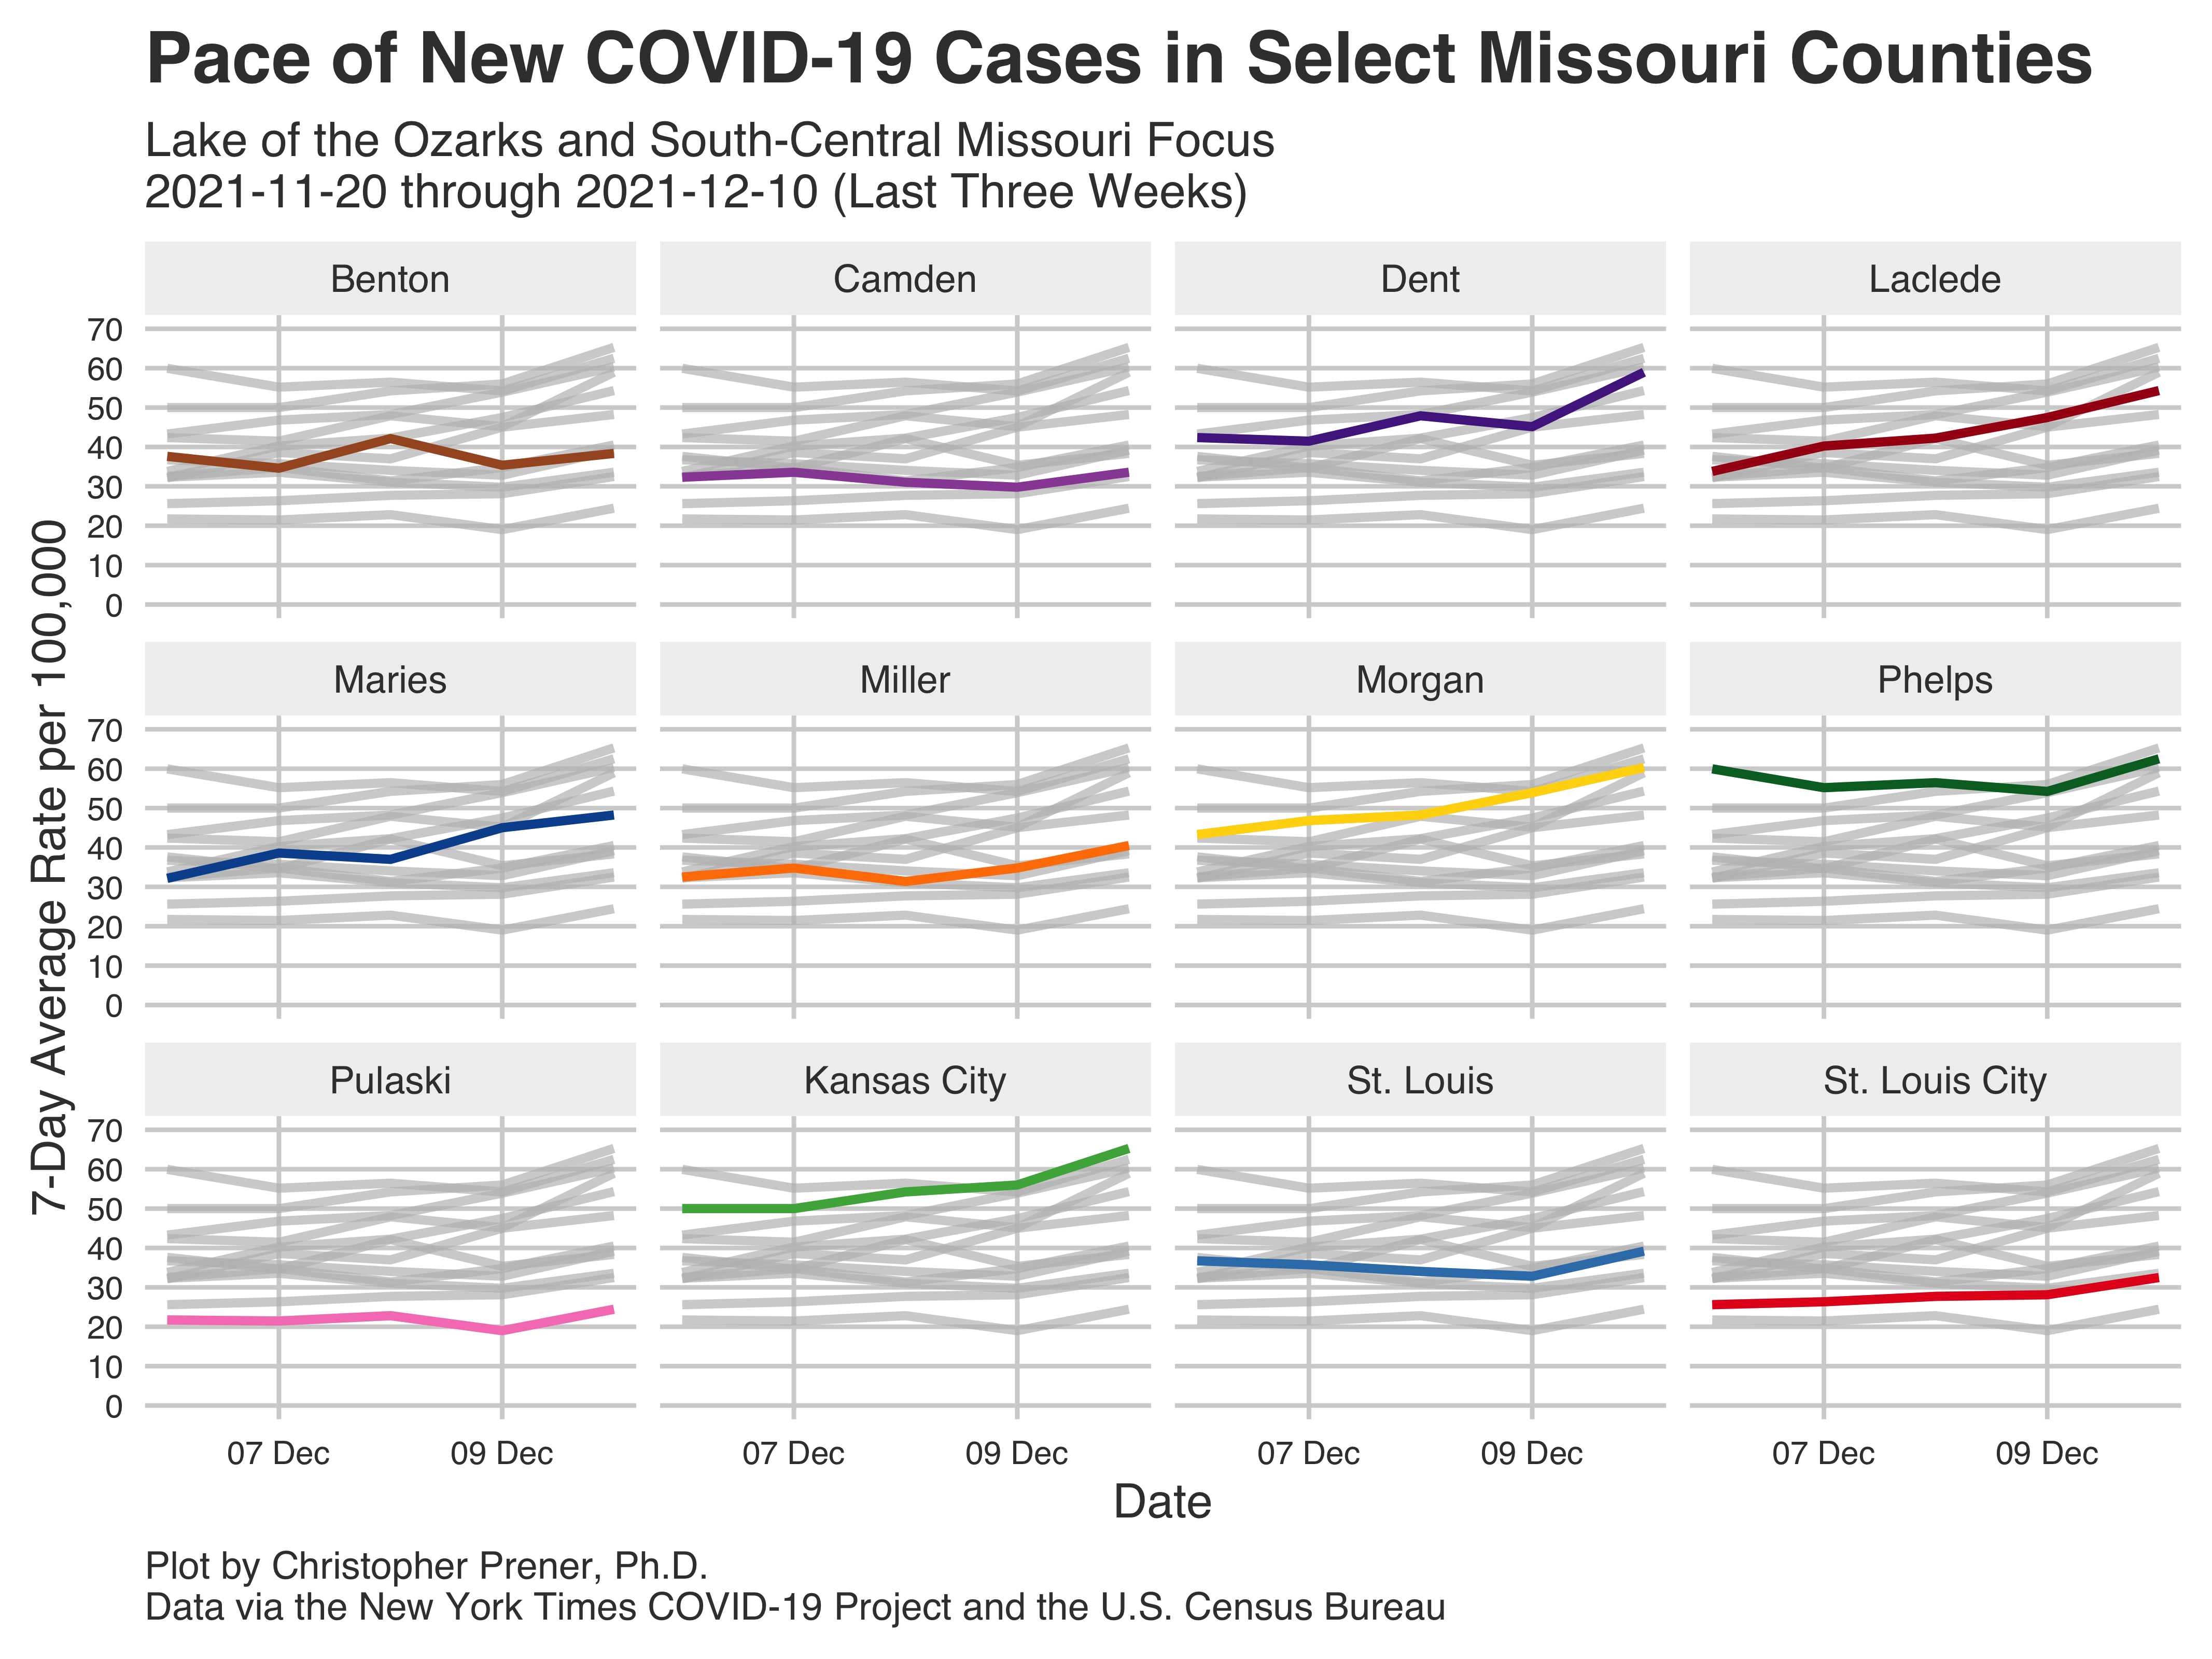 Pace of New COVID-19 Cases in Select Missouri Counties
Lake of the Ozarks and South-Central Missouri Focus
2021-11-20 through 2021-12-10 (Last Three Weeks)
7-Day Average Rate per 100,000
Benton
Camden
Dent
Laclede
70
60
50
40
30
20
10
0
Maries
Miller
Morgan
Phelps
70
60
50
40
30
20
10
0
Pulaski
Kansas City
St. Louis
St. Louis City
70
60
50
40
30
20
10
0
07 Dec
09 Dec
07 Dec
09 Dec
07 Dec
09 Dec
07 Dec
09 Dec
Date
Plot by Christopher Prener, Ph.D.
Data via the New York Times COVID-19 Project and the U.S. Census Bureau